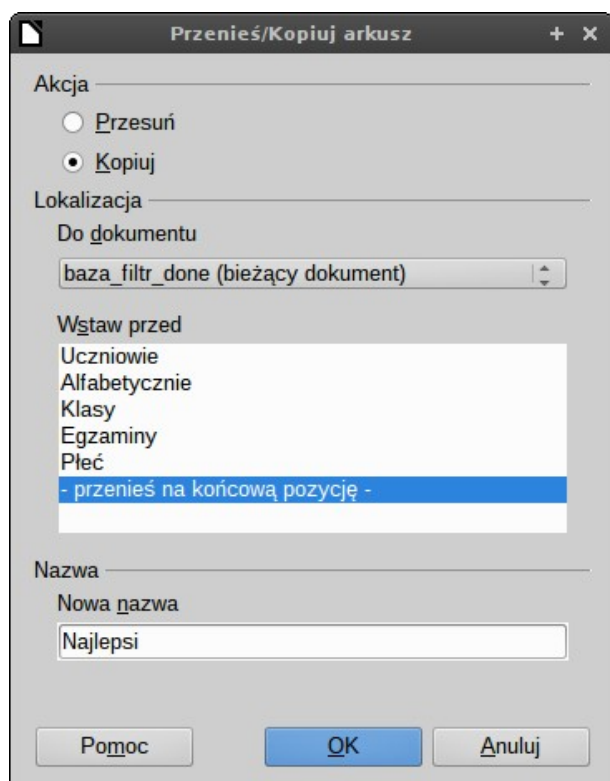 Przenieś/Kopiuj arkusz
Akcja
Przesuń
Kopiuj
Lokalizacja
Do dokumentu
baza_filtr_done (bieżący dokument)
Wstaw przed
Uczniowie
Alfabetycznie
Klasy
Egzaminy
Płeć
- przenieś na końcową pozycję -
Nazwa
Nowa nazwa
Najlepsi
Pomoc OK Anuluj